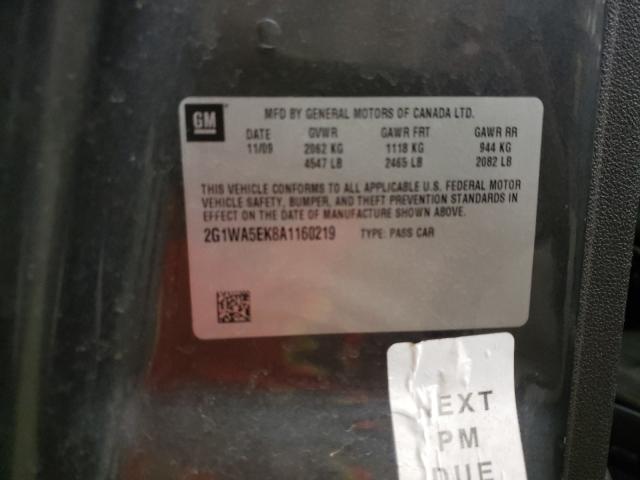 GM
MFD BY GENERAL MOTORS OF CANADA LTD.
DATE GVWR GAWR FRT GAWR RR
11/09 2062 KG 1118 KG 944 KG
4547 LB 2465 LB 2082 LB
THIS VEHICLE CONFORMS TO ALL APPLICABLE U.S. FEDERAL MOTOR
VEHICLE SAFETY, BUMPER, AND THEFT PREVENTION STANDARDS IN
EFFECT ON THE DATE OF MANUFACTURE SHOWN ABOVE.
2G1WA5EK8A1160219 TYPE: PASS CAR
NEXT
PM
DUE